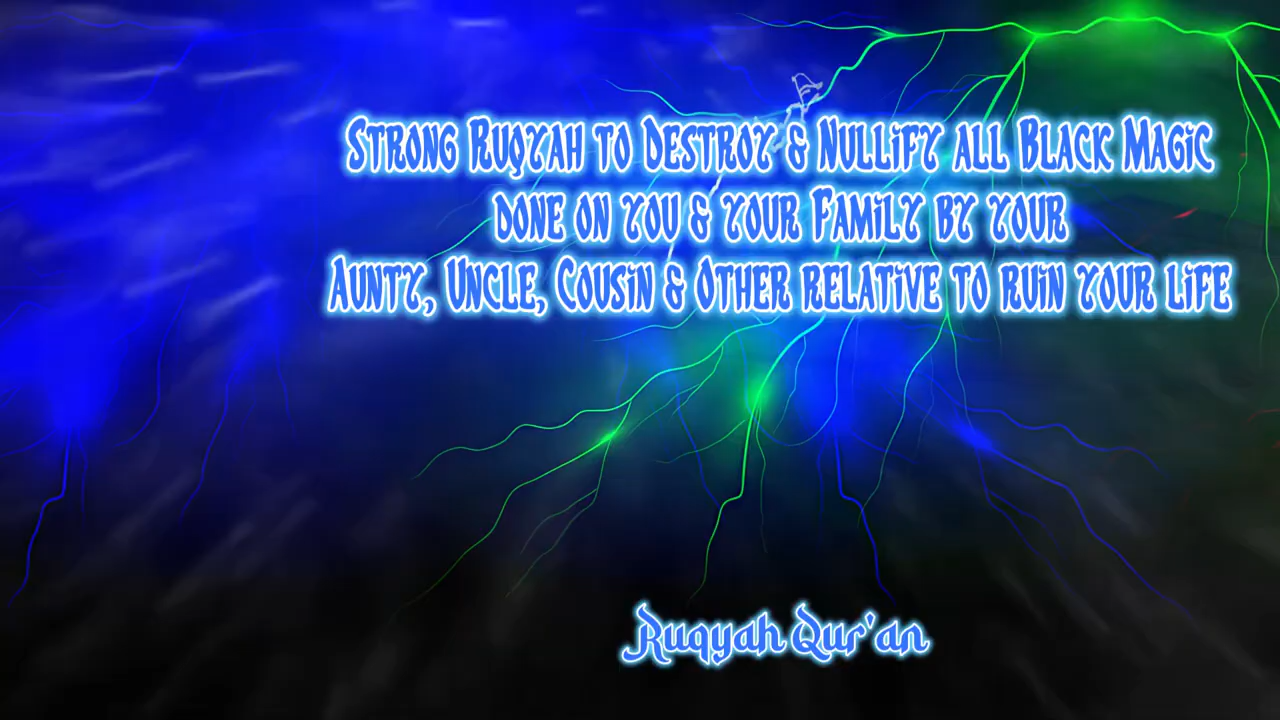 Strong Ruqyah to Destroy & Nullify all Black Magic
done on you & your Family by your
Aunty, Uncle, Cousin & Other relative to ruin your life
Ruqyah Qur'an